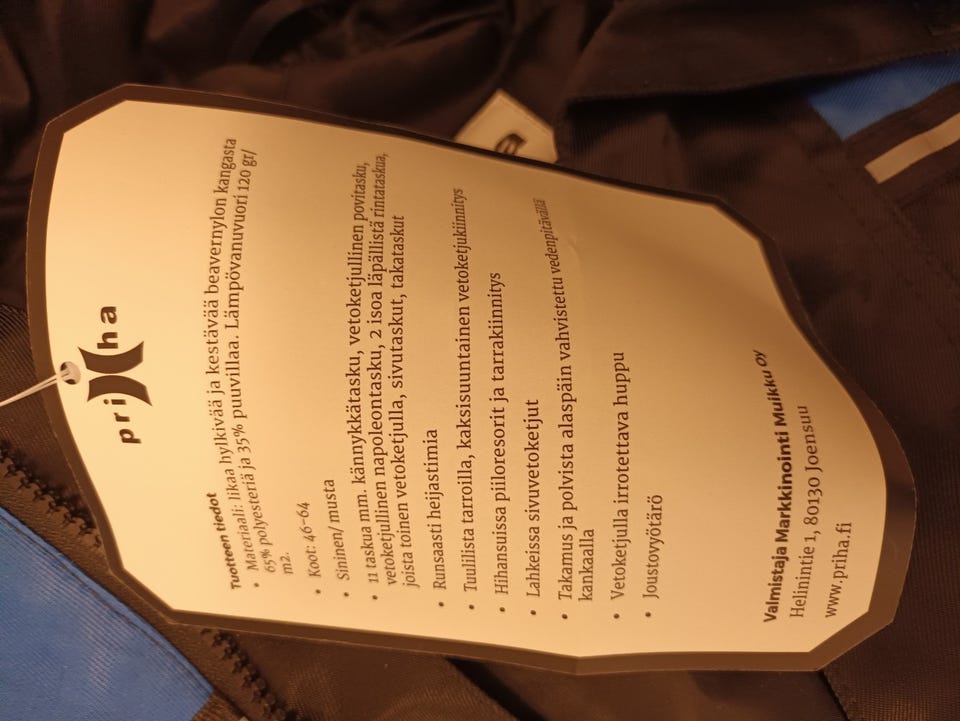 priha
Tuotteen tiedot
• Materiaali: likaa hylkivää ja kestävää beavernylon kangasta
65% polyesteriä ja 35% puuvillaa. Lämpövanuvuori 120 gr/
m2.
• Koot: 46-64
• Sininen/ musta
• 11 taskua mm. kännykkätasku, vetoketjullinen povitasku,
vetoketjullinen napoleontasku, 2 isoa läpällistä rintataskua,
joista toinen vetoketjulla, sivutaskut, takataskut
• Runsaasti heijastimia
• Tuulilista tarroilla, kaksisuuntainen vetoketjukiinnitys
• Hihansuissa piiloresorit ja tarrakiinnitys
• Lahkeissa sivuvetoketjut
• Takamus ja polvista alaspäin vahvistettu vedenpitävällä
kankaalla
• Vetoketjulla irrotettava huppu
• Joustovyötärö
Valmistaja Markkinointi Muikku Oy
Helinintie 1, 80130 Joensuu
www.priha.fi
a